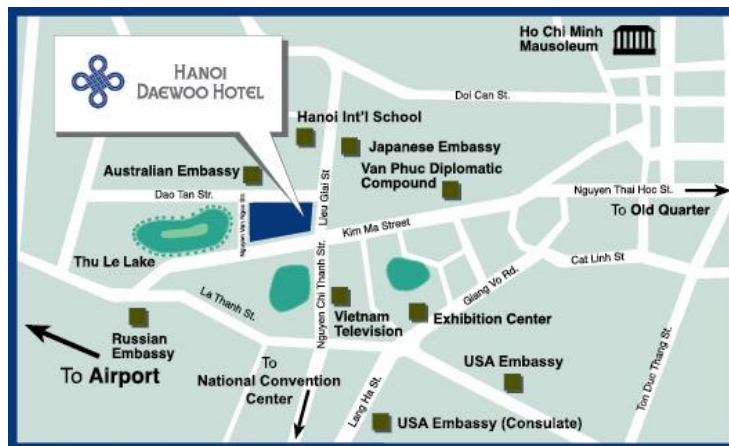 Ho Chi Minh
Mausoleum
HANOI
DAEWOO HOTEL
Doi Can St.
Hanoi Int'l School
Japanese Embassy
Van Phuc Diplomatic
Compound
Australian Embassy
Dao Tan Str.
Lieu Giai St
Nguyen Van Ngoc Str.
Nguyen Thai Hoc St.
To Old Quarter
Kim Ma Street
Thu Le Lake
Cat Linh St
Giang Vo Rd.
Nguyen Chi Thanh Str.
La Thanh St.
Vietnam
Television
Exhibition Center
Russian
Embassy
To Airport
To
National Convention
Center
USA Embassy
Ton Duc Thang St.
Lang Ha St.
USA Embassy (Consulate)